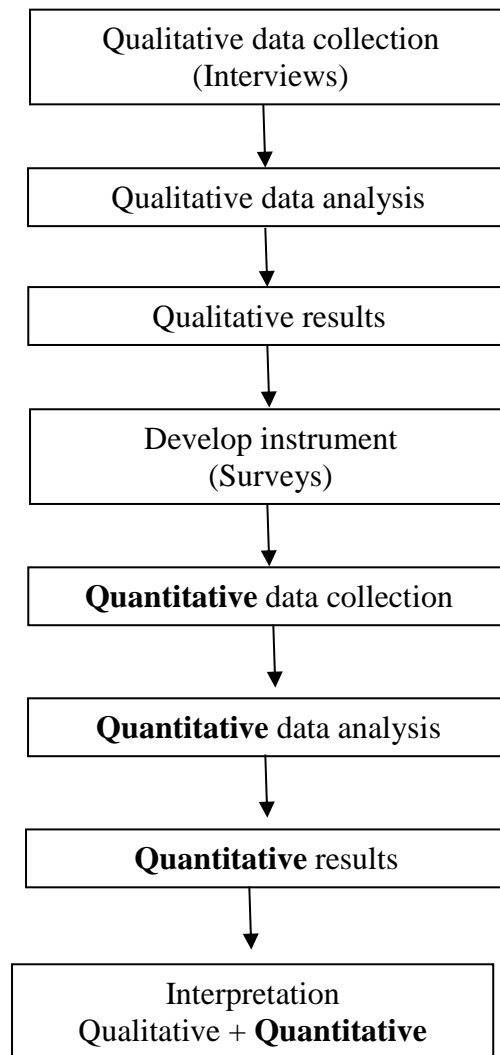 Qualitative data collection
(Interviews)
Qualitative data analysis
Qualitative results
Develop instrument
(Surveys)
Quantitative data collection
Quantitative data analysis
Quantitative results
Interpretation
Qualitative + Quantitative